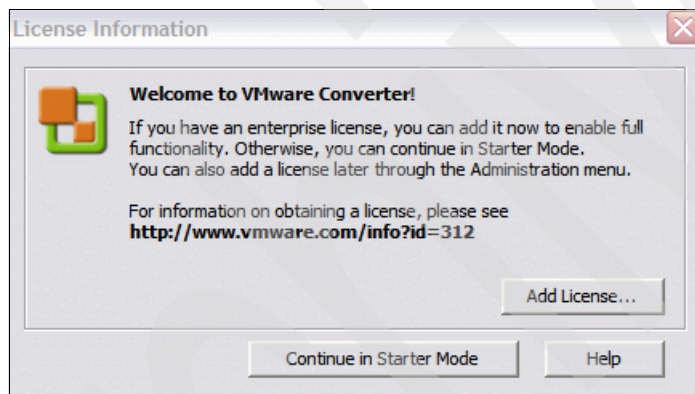 License Information
Welcome to VMware Converter!
If you have an enterprise license, you can add it now to enable full
functionality. Otherwise, you can continue in Starter Mode.
You can also add a license later through the Administration menu.
For information on obtaining a license, please see
http://www.vmware.com/info?id=312
Add License...
Continue in Starter Mode
Help